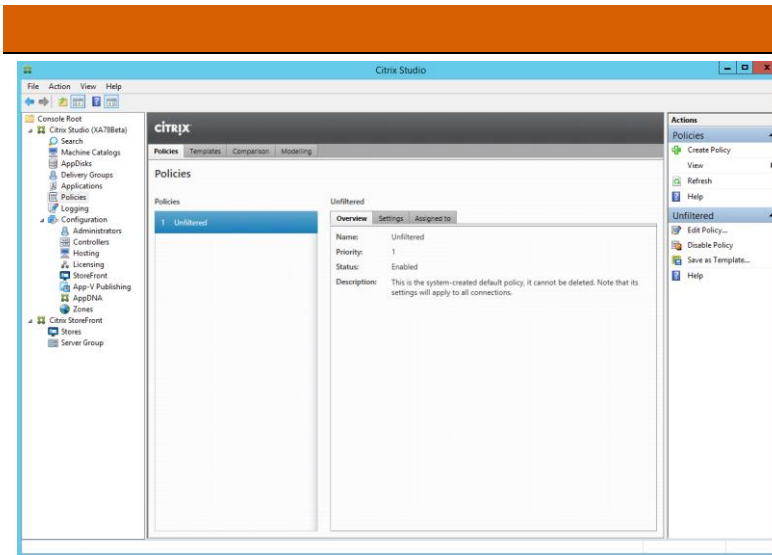 Citrix Studio
File Action View Help
Console Root
Citrix Studio (XA78Beta)
Search
Machine Catalogs
AppDisks
Delivery Groups
Applications
Policies
Logging
Configuration
Administrators
Controllers
Hosting
Licensing
StoreFront
App-V Publishing
AppDNA
Zones
Citrix StoreFront
Stores
Server Group
CITRIX
Policies Templates Comparison Modeling
Policies
Policies
1 Unfiltered
Unfiltered
Overview Settings Assigned to
Name: Unfiltered
Priority: 1
Status: Enabled
Description: This is the system-created default policy, it cannot be deleted. Note that its
settings will apply to all connections.
Actions
Policies
Create Policy
View
Refresh
Help
Unfiltered
Edit Policy...
Disable Policy
Save as Template...
Help